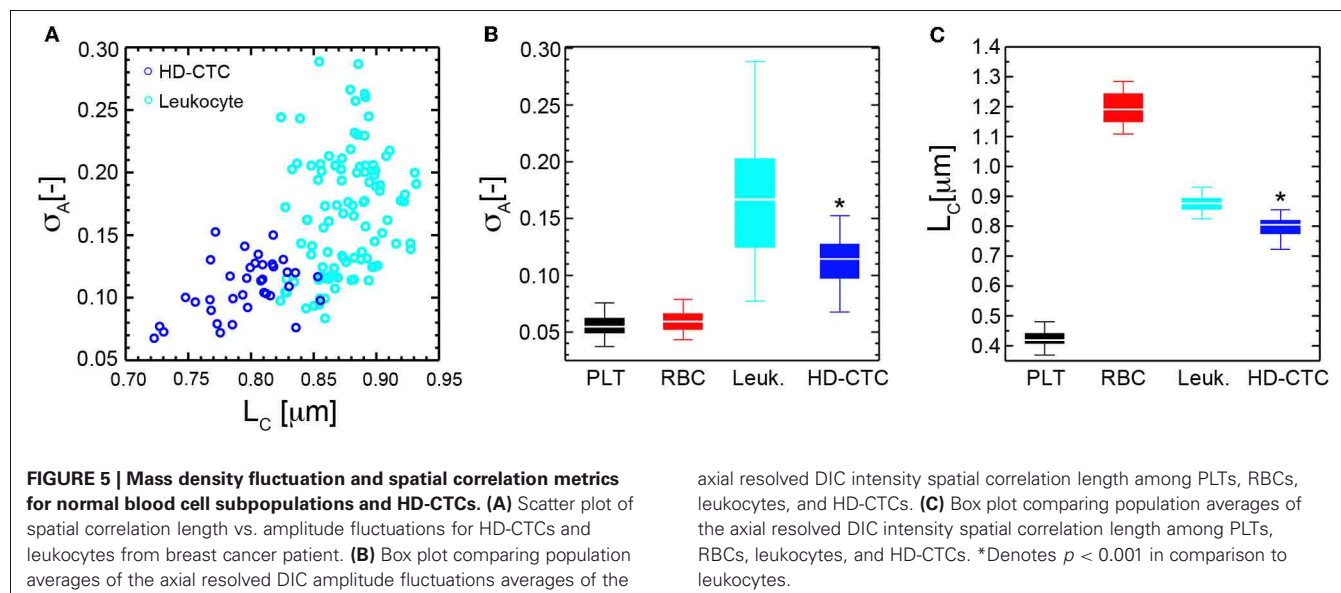 A
0.30
0.25
0.20
0.15
0.10
0.05
σA[-]
HD-CTC
Leukocyte
0.70 0.75 0.80 0.85 0.90 0.95
LC [μm]
B
0.30
0.25
0.20
0.15
0.10
0.05
σA[-]
*
PLT RBC Leuk. HD-CTC
C
1.4
1.3
1.2
1.1
1.0
0.9
0.8
0.7
0.6
0.5
0.4
LC[μm]
*
PLT RBC Leuk. HD-CTC
FIGURE 5 | Mass density fluctuation and spatial correlation metrics
for normal blood cell subpopulations and HD-CTCs. (A) Scatter plot of
spatial correlation length vs. amplitude fluctuations for HD-CTCs and
leukocytes from breast cancer patient. (B) Box plot comparing population
averages of the axial resolved DIC amplitude fluctuations averages of the
axial resolved DIC intensity spatial correlation length among PLTs, RBCs,
leukocytes, and HD-CTCs. (C) Box plot comparing population averages of
the axial resolved DIC intensity spatial correlation length among PLTs,
RBCs, leukocytes, and HD-CTCs. *Denotes p < 0.001 in comparison to
leukocytes.